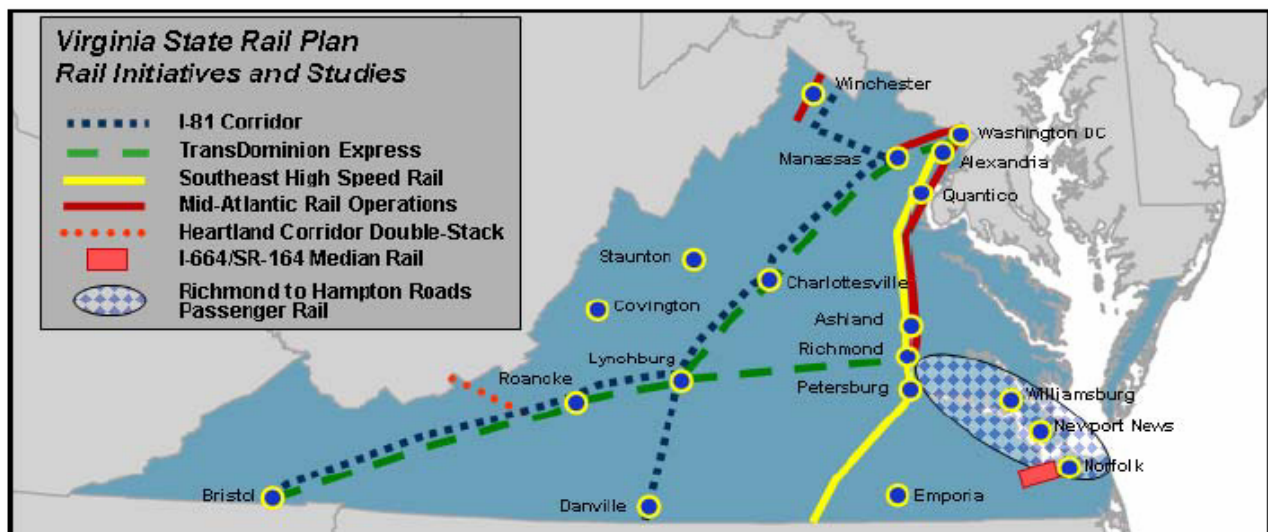 Virginia State Rail Plan
Rail Initiatives and Studies
I-81 Corridor
TransDominion Express
Southeast High Speed Rail
Mid-Atlantic Rail Operations
Heartland Corridor Double-Stack
I-664/SR-164 Median Rail
Richmond to Hampton Roads
Passenger Rail
Winchester
Washington DC
Manassas
Alexandria
Quantico
Staunton
Charlottesville
Covington
Ashland
Lynchburg
Richmond
Roanoke
Petersburg
Williamsburg
Newport News
Norfolk
Bristol
Danville
Emporia